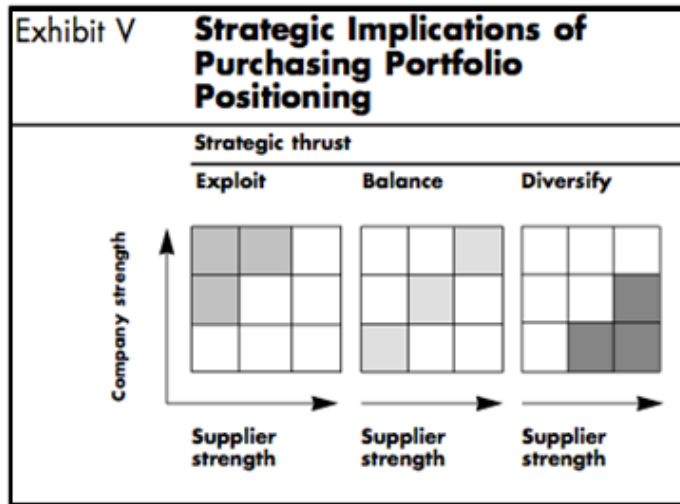 Exhibit V
Strategic Implications of
Purchasing Portfolio
Positioning
Strategic thrust
Exploit
Balance
Diversify
Company strength
Supplier
strength
Supplier
strength
Supplier
strength